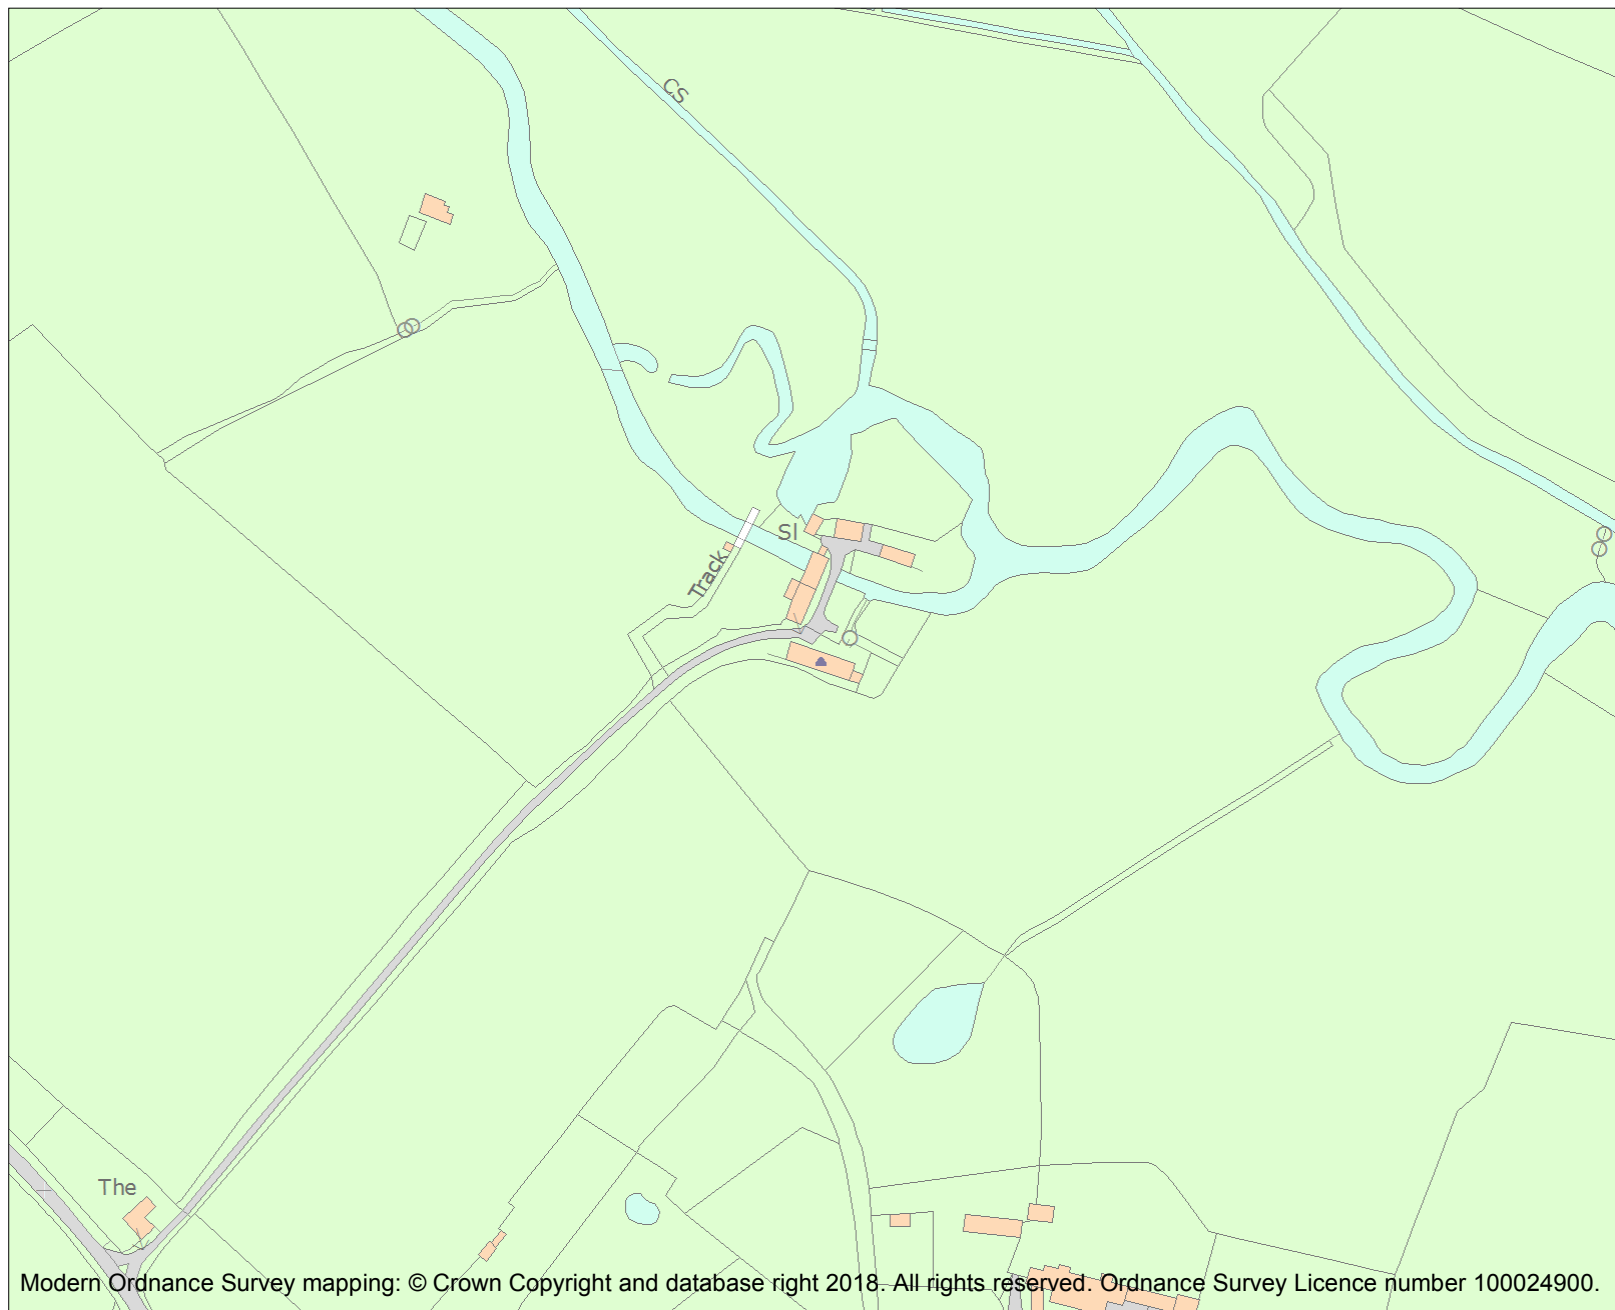 CS
Sl
Track
The
Modern Ordnance Survey mapping: © Crown Copyright and database right 2018. All rights reserved. Ordnance Survey Licence number 100024900.